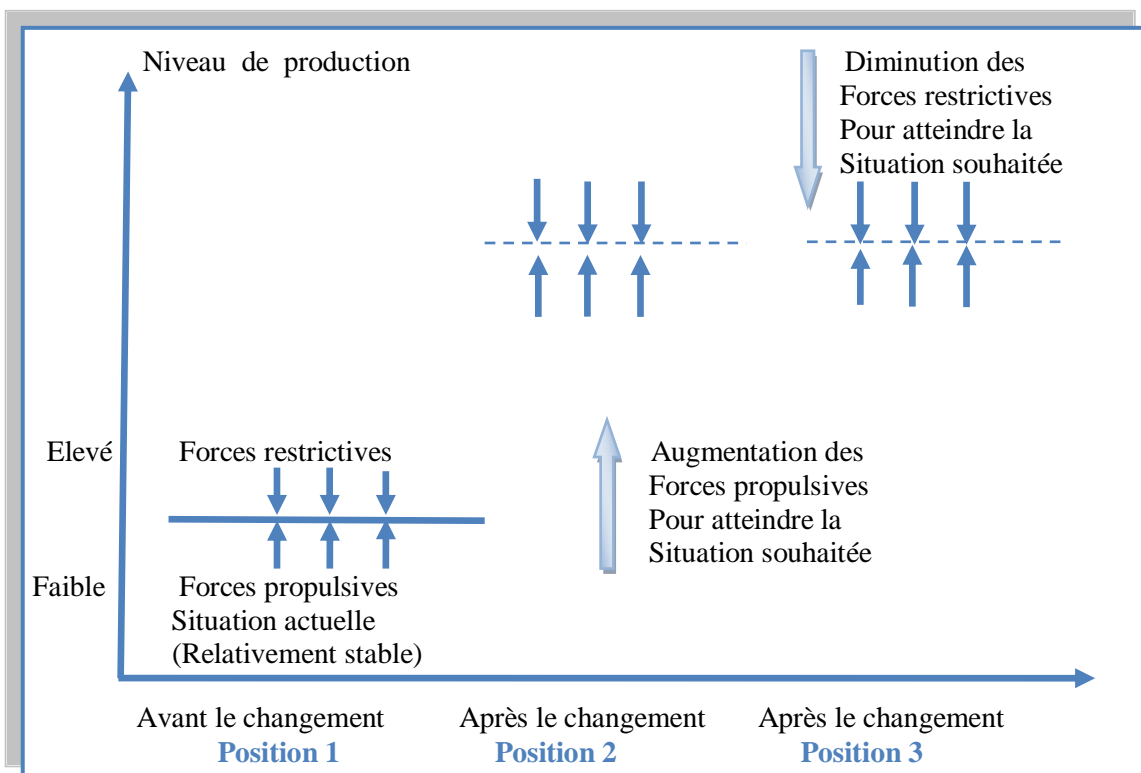 Niveau de production
Diminution des
Forces restrictives
Pour atteindre la
Situation souhaitée
Elevé
Forces restrictives
Augmentation des
Forces propulsives
Pour atteindre la
Situation souhaitée
Faible
Forces propulsives
Situation actuelle
(Relativement stable)
Avant le changement
Position 1
Après le changement
Position 2
Après le changement
Position 3